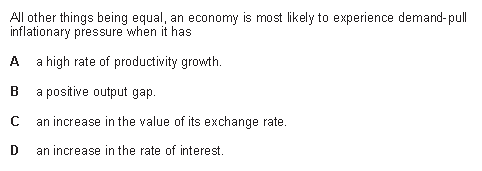 All other things being equal, an economy is most likely to experience demand-pull
inflationary pressure when it has
A a high rate of productivity growth.
B a positive output gap.
C an increase in the value of its exchange rate.
D an increase in the rate of interest.